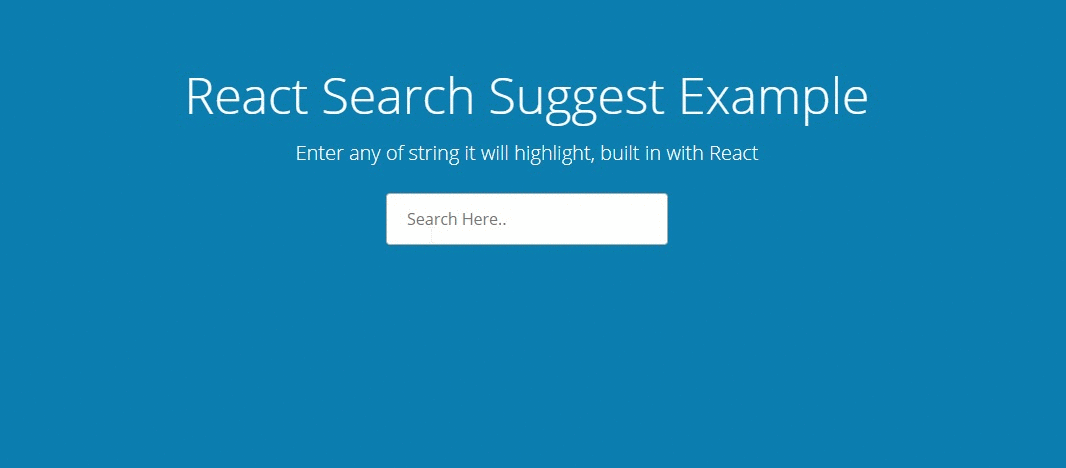 React Search Suggest Example
Enter any of string it will highlight, built in with React
Search Here..